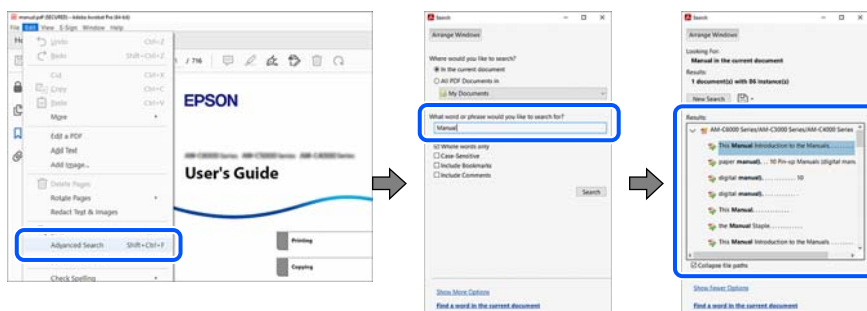 manual.pdf (SECURED) - Adobe Acrobat Pro (64-bit)
File Edit View E-Sign Window Help
Undo Ctrl+Z
Redo Shift+Ctrl+Z
Cut Ctrl+X
Copy Ctrl+C
Paste Ctrl+V
More
Edit a PDF
Add Text
Add Image...
Delete Pages
Rotate Pages
Redact Text & Images
Advanced Search Shift+Ctrl+F
Check Spelling
/ 716
EPSON
User's Guide
Printing
Copying
Search
Arrange Windows
Where would you like to search?
In the current document
All PDF Documents in
My Documents
What word or phrase would you like to search for?
Manual
Whole words only
Case-Sensitive
Include Bookmarks
Include Comments
Search
Show More Options
Find a word in the current document
Search
Arrange Windows
Looking For:
Manual in the current document
Results:
1 document(s) with 86 instance(s)
New Search
Results:
AM-C6000 Series/AM-C5000 Series/AM-C4000 Series
This Manual Introduction to the Manuals.........
paper manual). ... 10 Pin-up Manuals (digital man
digital manual)............. 10
digital manual).............
This Manual.............
the Manual Staple............
This Manual Introduction to the Manuals .........
Collapse file paths
Show Fewer Options
Find a word in the current document